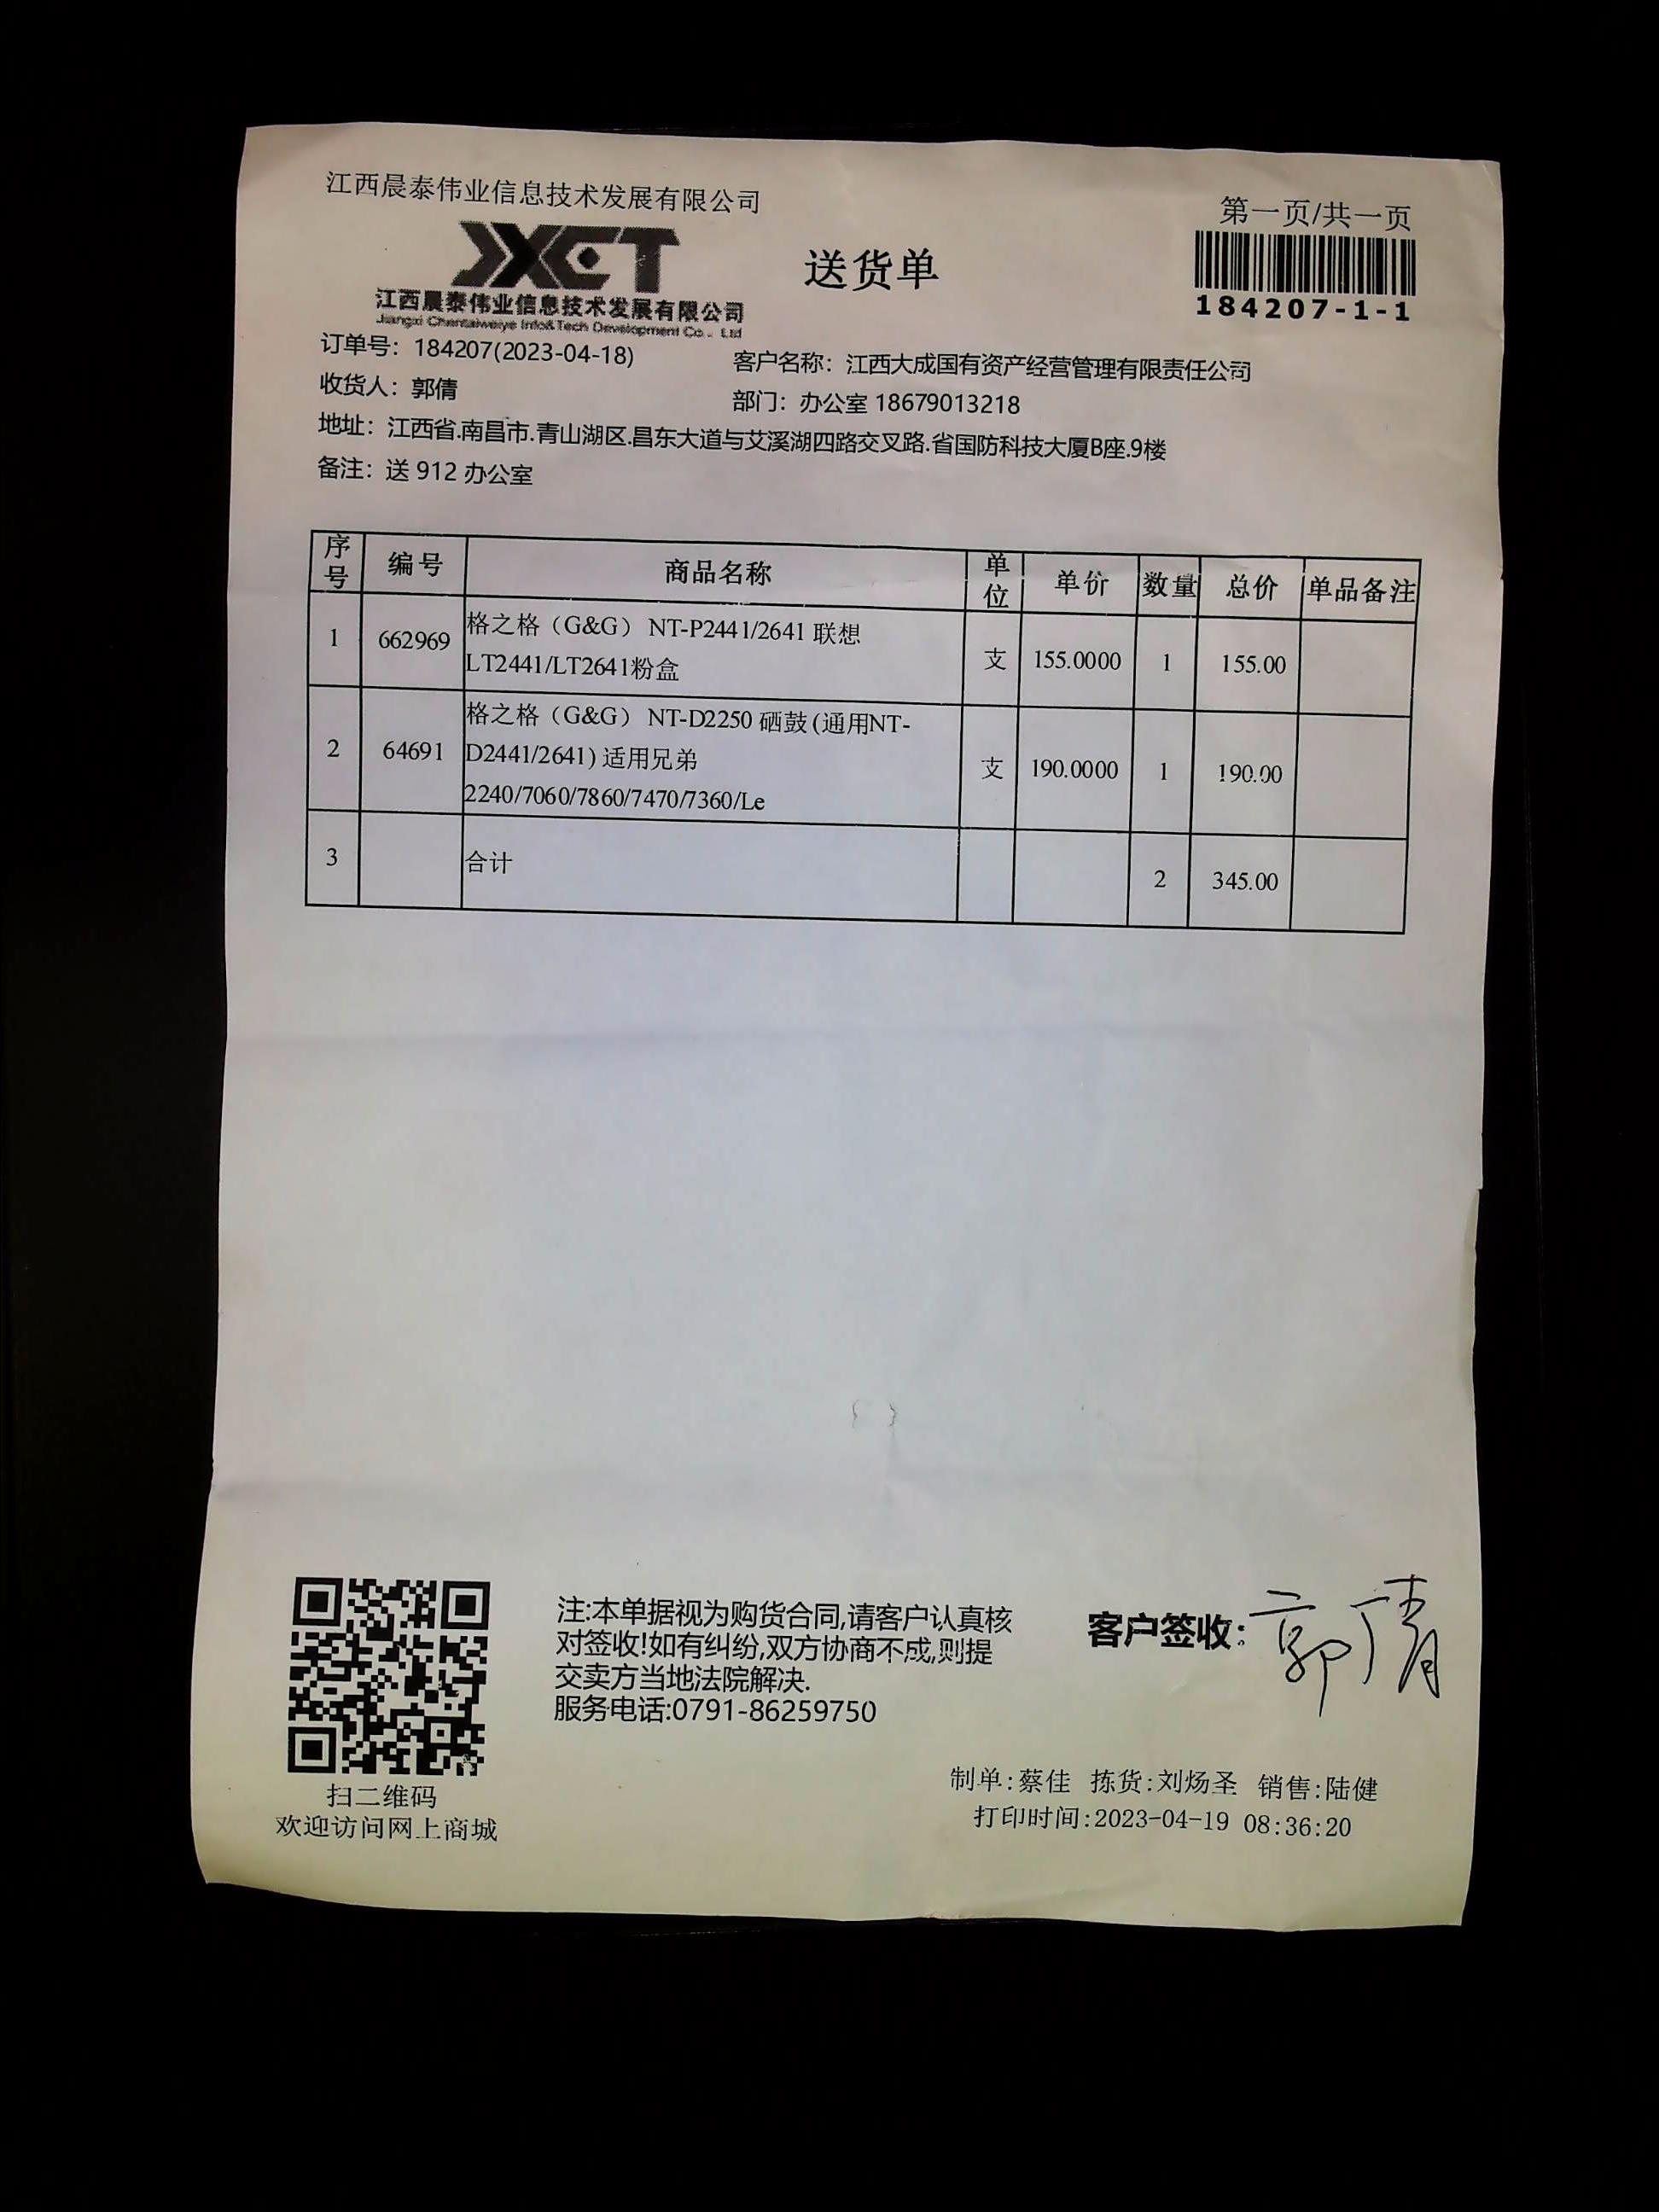 江西晨泰伟业信息技术发展有限公司
第一页/共一页
JXCT
送货单
江西晨泰伟业信息技术发展有限公司
Jiangxi Chentaiweiye Info&Tech Development Co., Ltd
184207-1-1
订单号：184207(2023-04-18)
客户名称：江西大成国有资产经营管理有限责任公司
收货人：郭倩
部门：办公室 18679013218
地址：江西省.南昌市.青山湖区.昌东大道与艾溪湖四路交叉路.省国防科技大厦B座.9楼
备注：送 912 办公室
序号 编号 商品名称 单位 单价 数量 总价 单品备注
1 662969 格之格（G&G） NT-P2441/2641 联想
LT2441/LT2641粉盒 支 155.0000 1 155.00
2 64691 格之格（G&G） NT-D2250 硒鼓(通用NT-
D2441/2641) 适用兄弟
2240/7060/7860/7470/7360/Le 支 190.0000 1 190.00
3 合计 2 345.00
注:本单据视为购货合同,请客户认真核
对签收!如有纠纷,双方协商不成,则提
交卖方当地法院解决.
服务电话:0791-86259750
客户签收：郭倩
扫二维码
欢迎访问网上商城
制单:蔡佳 拣货:刘炀圣 销售:陆健
打印时间:2023-04-19 08:36:20